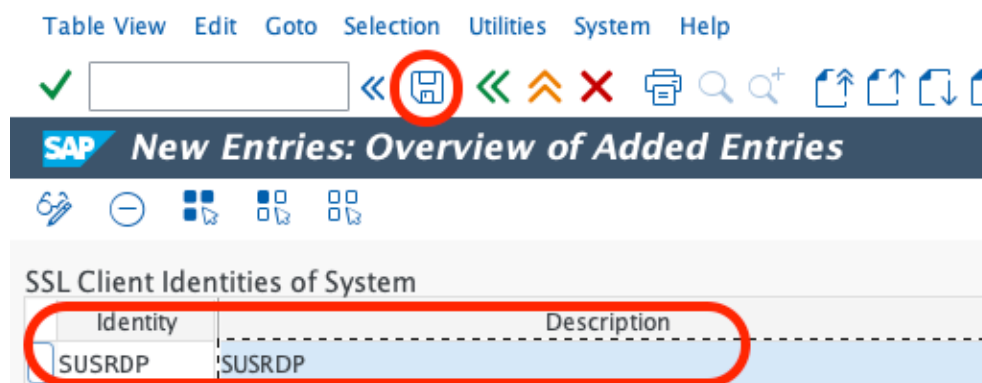 Table View Edit Goto Selection Utilities System Help
SAP New Entries: Overview of Added Entries
SSL Client Identities of System
Identity Description
SUSRDP SUSRDP